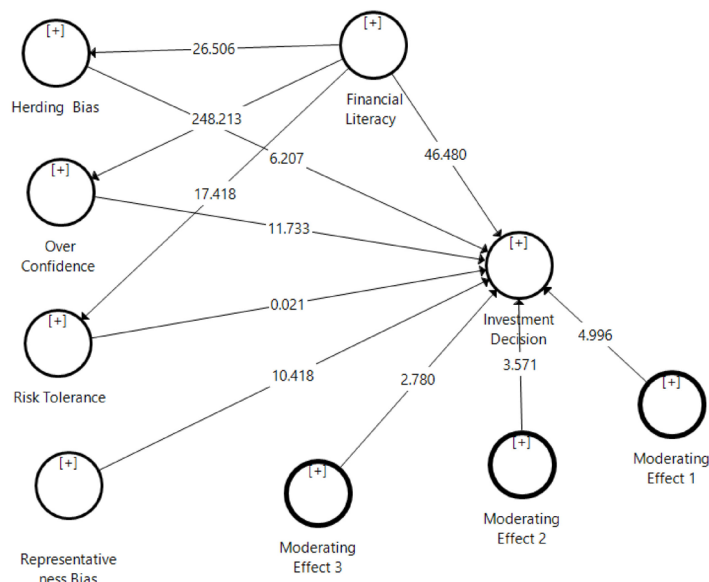 [+]
[+]
26.506
Herding Bias
Financial
Literacy
248.213
[+]
6.207
46.480
17.418
11.733
Over
Confidence
[+]
0.021
[+]
Investment
Decision
4.996
Risk Tolerance
10.418
2.780
3.571
[+]
[+]
[+]
[+]
Moderating
Effect 1
Moderating
Effect 2
Moderating
Effect 3
Representative
ness Bias